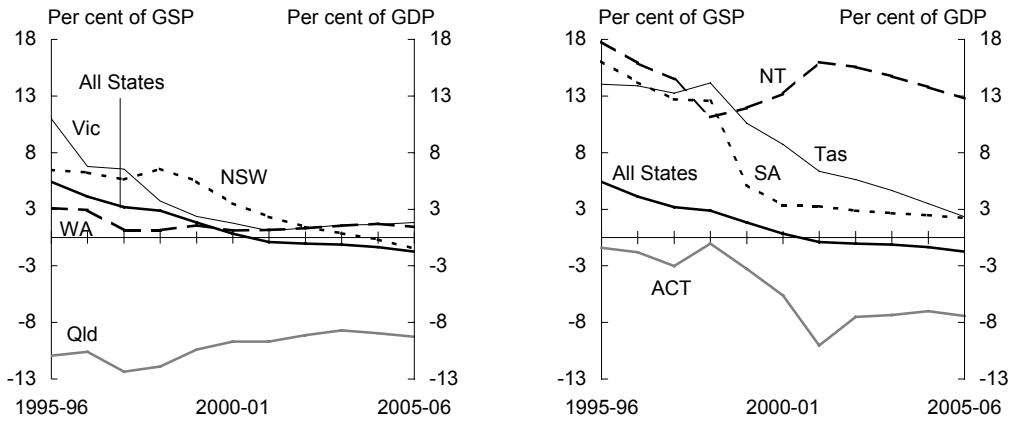 Per cent of GSP
Per cent of GDP
18
18
13
13
8
8
3
3
-3
-3
-8
-8
-13
-13
All States
Vic
NSW
WA
Qld
1995-96
2000-01
2005-06
Per cent of GSP
Per cent of GDP
18
18
13
13
8
8
3
3
-3
-3
-8
-8
-13
-13
NT
Tas
SA
All States
ACT
1995-96
2000-01
2005-06